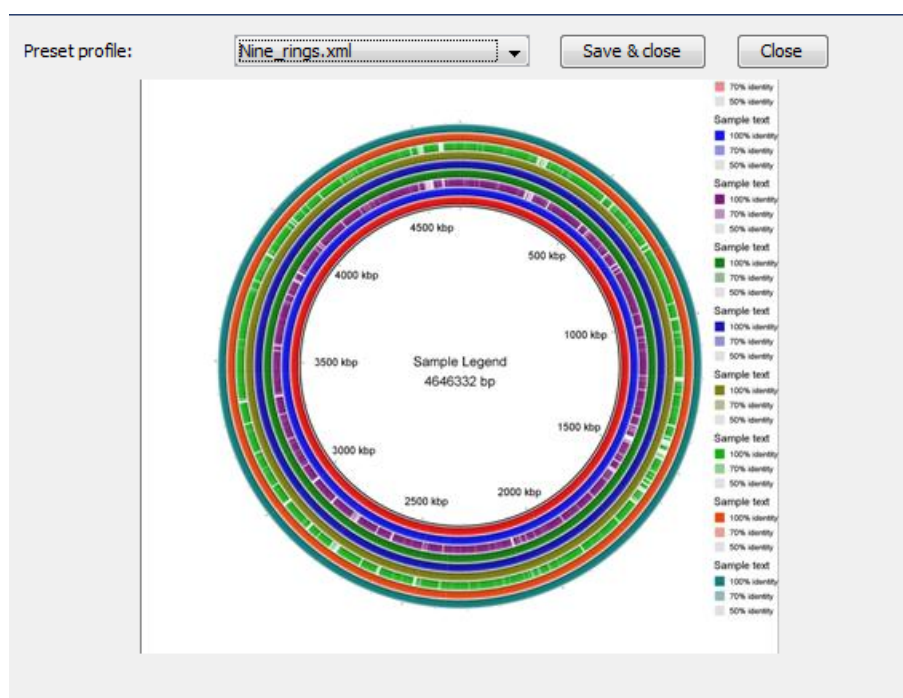 Preset profile:
Nine_rings.xml
Save & close
Close
70% identity
50% identity
Sample text
100% identity
70% identity
50% identity
Sample text
100% identity
70% identity
50% identity
Sample text
100% identity
70% identity
50% identity
Sample text
100% identity
70% identity
50% identity
Sample text
100% identity
70% identity
50% identity
Sample text
100% identity
70% identity
50% identity
Sample text
100% identity
70% identity
50% identity
Sample text
100% identity
70% identity
50% identity
4500 kbp
500 kbp
4000 kbp
1000 kbp
3500 kbp
Sample Legend
4646332 bp
1500 kbp
3000 kbp
2000 kbp
2500 kbp